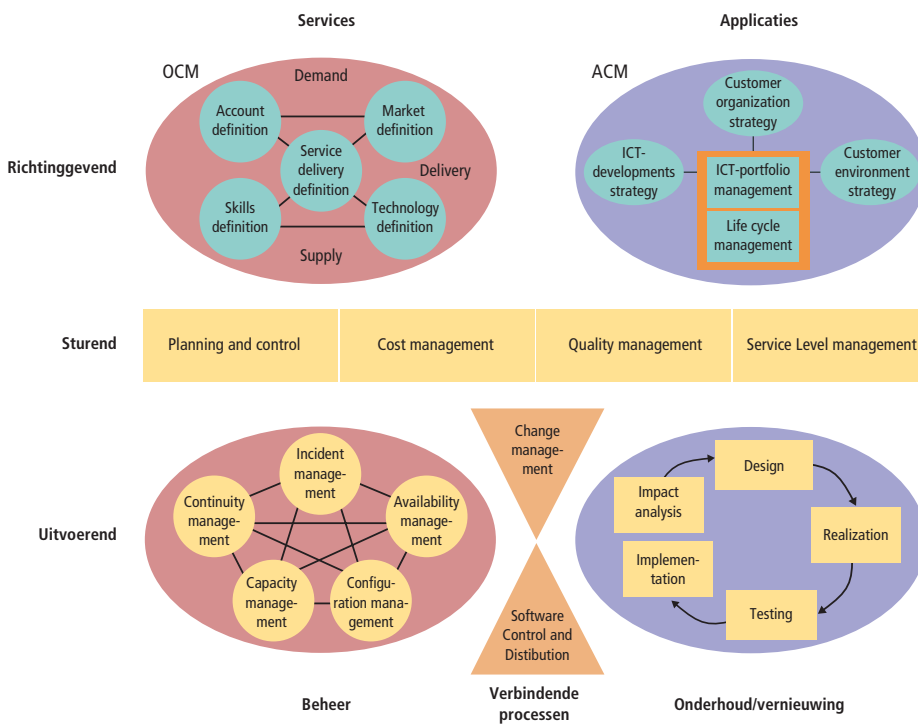 Services
Applicaties
OCM
Demand
Account
definition
Market
definition
Service
delivery
definition
Delivery
Skills
definition
Technology
definition
Supply
ACM
Customer
organization
strategy
ICT-
developments
strategy
ICT-portfolio
management
Customer
environment
strategy
Life cycle
management
Richtinggevend
Sturend
Planning and control
Cost management
Quality management
Service Level management
Uitvoerend
Incident
manage-
ment
Continuity
manage-
ment
Availability
manage-
ment
Capacity
manage-
ment
Configu-
ration mana-
gement
Change
manage-
ment
Software
Control and
Distibution
Impact
analysis
Design
Realization
Testing
Implemen-
tation
Beheer
Verbindende
processen
Onderhoud/vernieuwing